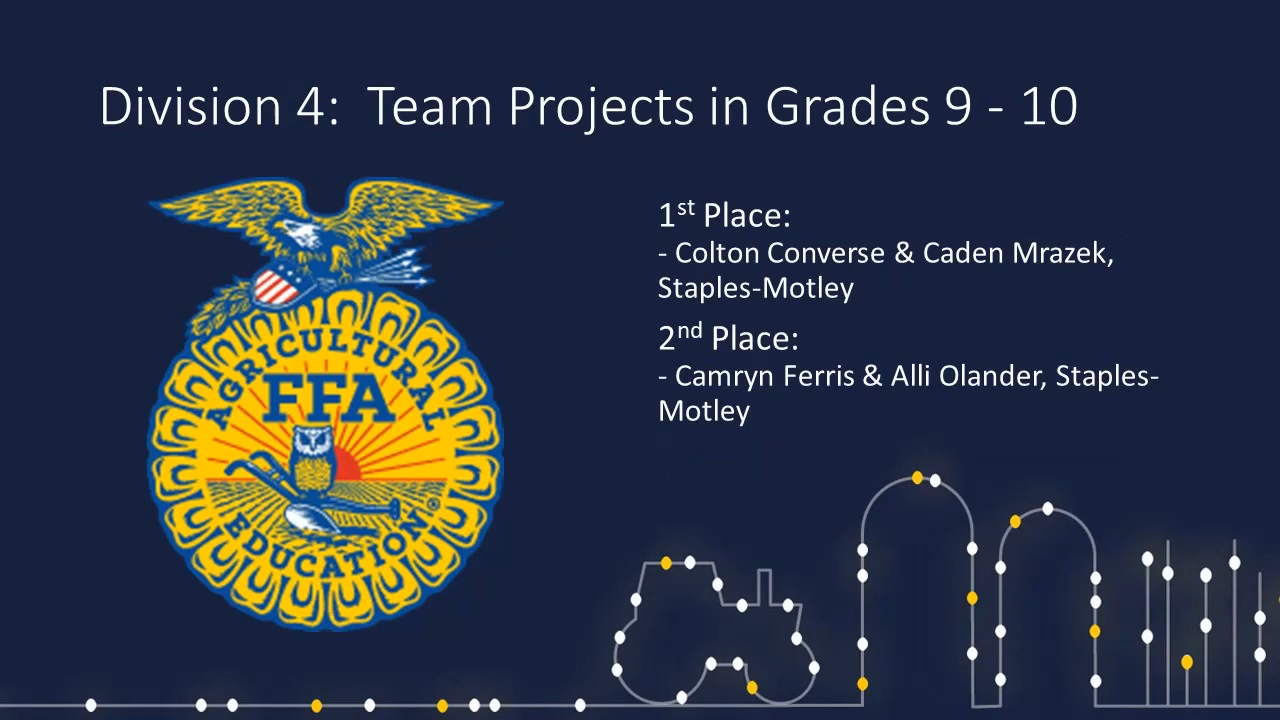 Division 4:  Team Projects in Grades 9 - 10
1st Place:
- Colton Converse & Caden Mrazek,
Staples-Motley
2nd Place:
- Camryn Ferris & Alli Olander, Staples-
Motley
AGRICULTURAL
FFA
EDUCATION®